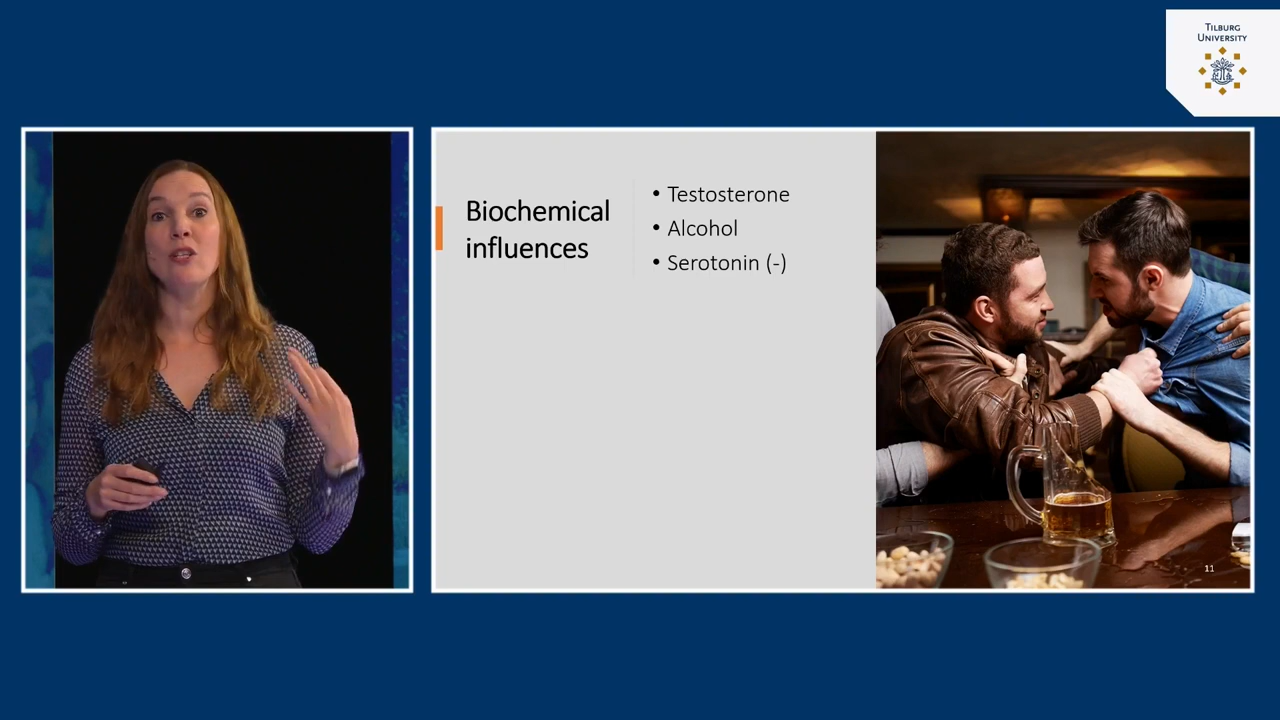 TILBURG
UNIVERSITY
Biochemical
influences
• Testosterone
• Alcohol
• Serotonin (-)
11